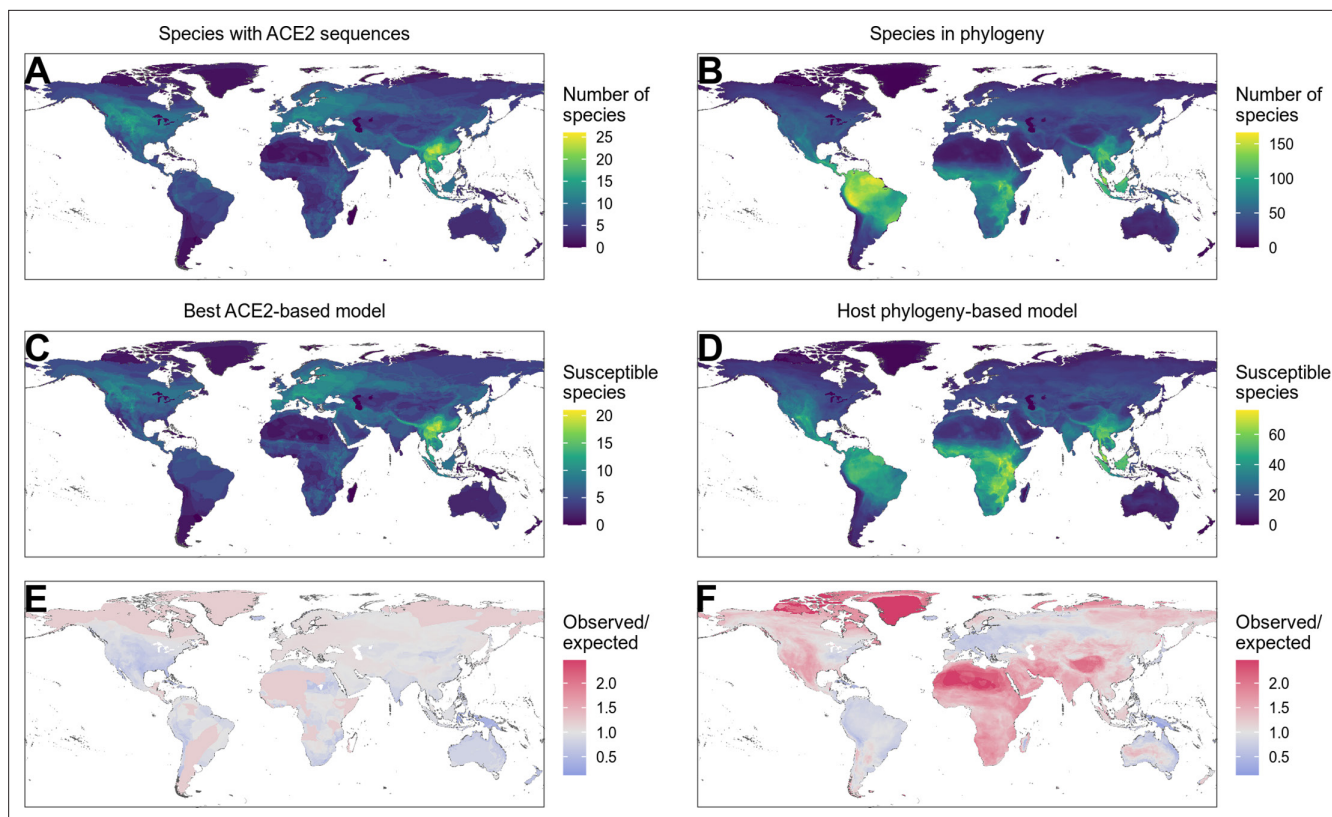 Species with ACE2 sequences
A
Number of
species
25
20
15
10
5
0
Species in phylogeny
B
Number of
species
150
100
50
0
Best ACE2-based model
C
Susceptible
species
20
15
10
5
0
Host phylogeny-based model
D
Susceptible
species
60
40
20
0
E
Observed/
expected
2.0
1.5
1.0
0.5
F
Observed/
expected
2.0
1.5
1.0
0.5